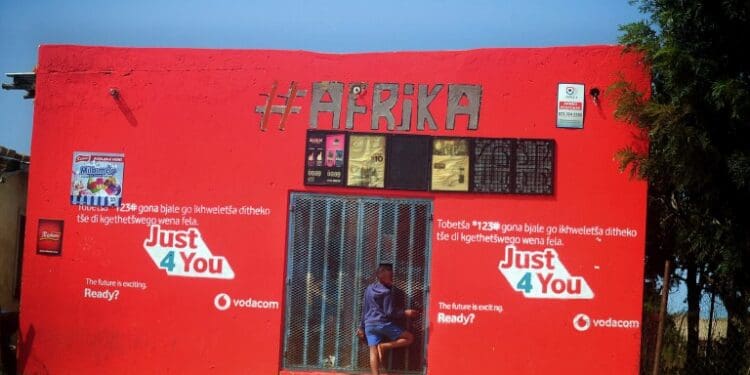 #AFRIKA
Tobetša *123# gona bjale go ikhweletša ditheko
tše di kgethetšwego wena fela.
Just
4 You
The future is exciting.
Ready?
vodacom
Tobetša *123# gona bjale go ikhweletša ditheko
tše di kgethetšwego wena fela.
Just
4 You
The future is exciting.
Ready?
vodacom